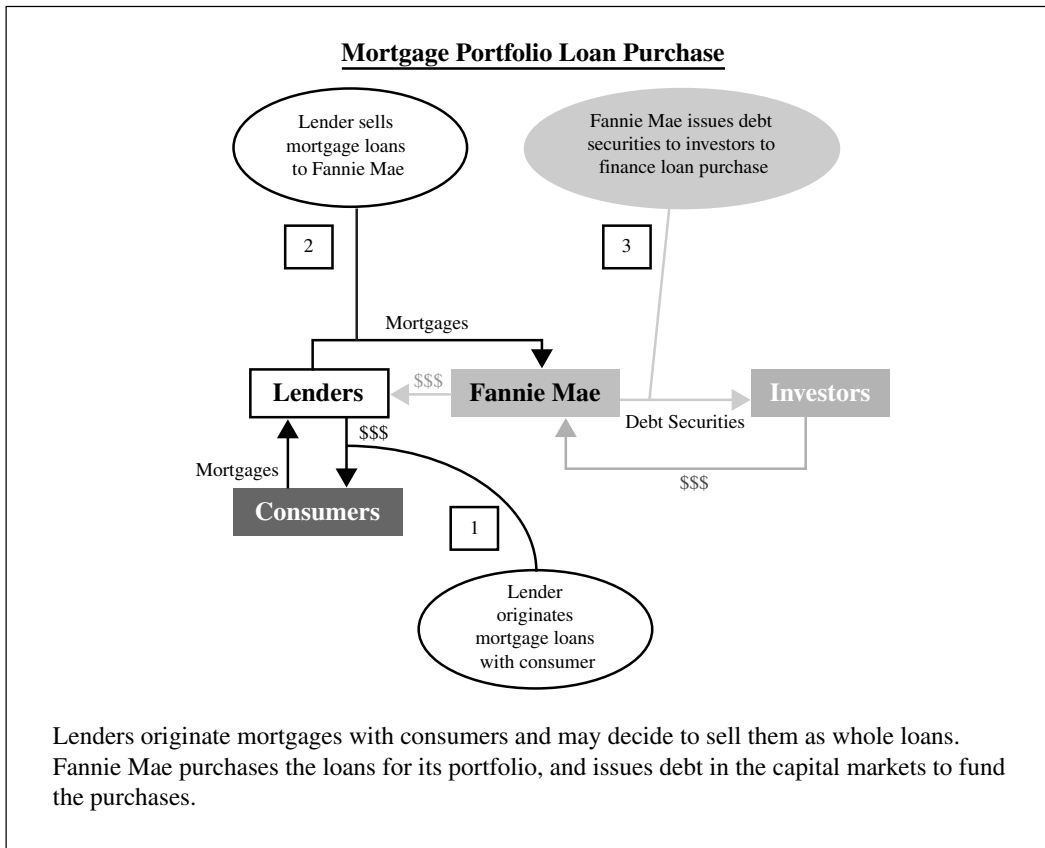 Mortgage Portfolio Loan Purchase
Lender sells
mortgage loans
to Fannie Mae
Fannie Mae issues debt
securities to investors to
finance loan purchase
2
3
Mortgages
Lenders
$$$
Fannie Mae
Investors
Debt Securities
$$$
Mortgages
$$$
Consumers
1
Lender
originates
mortgage loans
with consumer
Lenders originate mortgages with consumers and may decide to sell them as whole loans.
Fannie Mae purchases the loans for its portfolio, and issues debt in the capital markets to fund
the purchases.